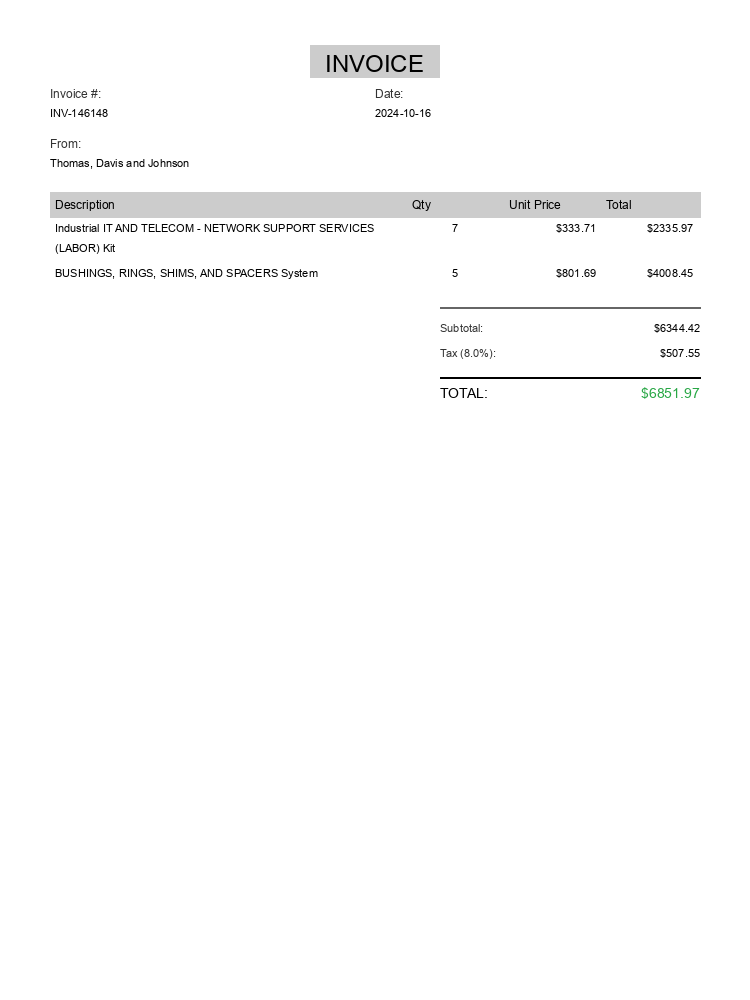 INVOICE
Invoice #: Date:
INV-146148 2024-10-16
From:
Thomas, Davis and Johnson
Description Qty Unit Price Total
Industrial IT AND TELECOM - NETWORK SUPPORT SERVICES 7 $333.71 $2335.97
(LABOR) Kit
BUSHINGS, RINGS, SHIMS, AND SPACERS System 5 $801.69 $4008.45
Subtotal: $6344.42
Tax (8.0%): $507.55
TOTAL: $6851.97